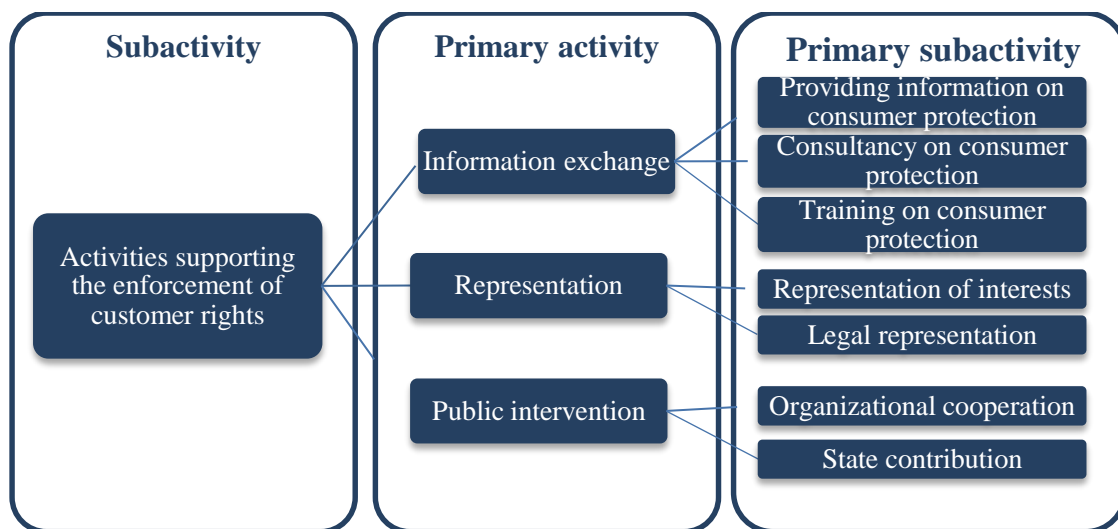 Subactivity
Activities supporting
the enforcement of
customer rights
Primary activity
Information exchange
Representation
Public intervention
Primary subactivity
Providing information on
consumer protection
Consultancy on consumer
protection
Training on consumer
protection
Representation of interests
Legal representation
Organizational cooperation
State contribution